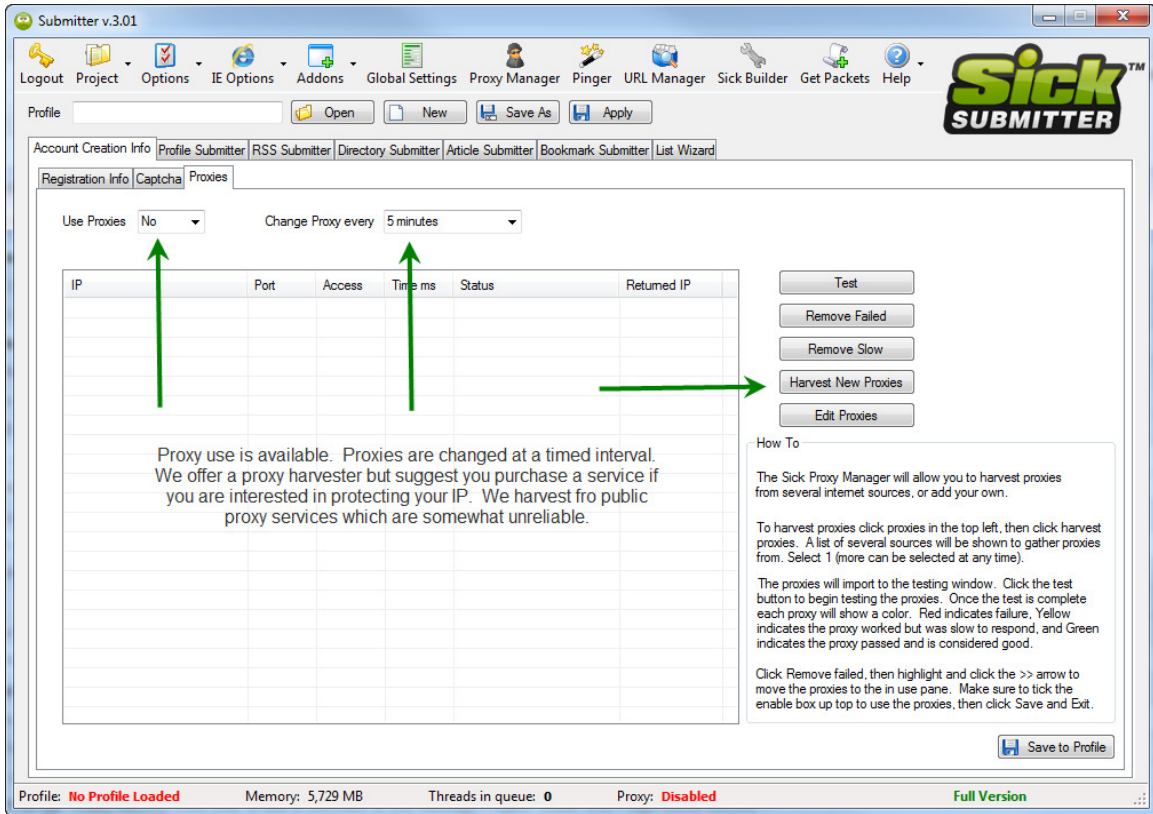 Submitter v.3.01
Logout Project Options IE Options Addons Global Settings Proxy Manager Pinger URL Manager Sick Builder Get Packets Help
Sick TM
SUBMITTER
Profile Open New Save As Apply
Account Creation Info Profile Submitter RSS Submitter Directory Submitter Article Submitter Bookmark Submitter List Wizard
Registration Info Captcha Proxies
Use Proxies No Change Proxy every 5 minutes
IP Port Access Time ms Status Returned IP
Test
Remove Failed
Remove Slow
Harvest New Proxies
Edit Proxies
Proxy use is available. Proxies are changed at a timed interval.
We offer a proxy harvester but suggest you purchase a service if
you are interested in protecting your IP. We harvest fro public
proxy services which are somewhat unreliable.
How To
The Sick Proxy Manager will allow you to harvest proxies
from several internet sources, or add your own.
To harvest proxies click proxies in the top left, then click harvest
proxies. A list of several sources will be shown to gather proxies
from. Select 1 (more can be selected at any time).
The proxies will import to the testing window. Click the test
button to begin testing the proxies. Once the test is complete
each proxy will show a color. Red indicates failure, Yellow
indicates the proxy worked but was slow to respond, and Green
indicates the proxy passed and is considered good.
Click Remove failed, then highlight and click the >> arrow to
move the proxies to the in use pane. Make sure to tick the
enable box up top to use the proxies, then click Save and Exit.
Save to Profile
Profile: No Profile Loaded Memory: 5,729 MB Threads in queue: 0 Proxy: Disabled Full Version